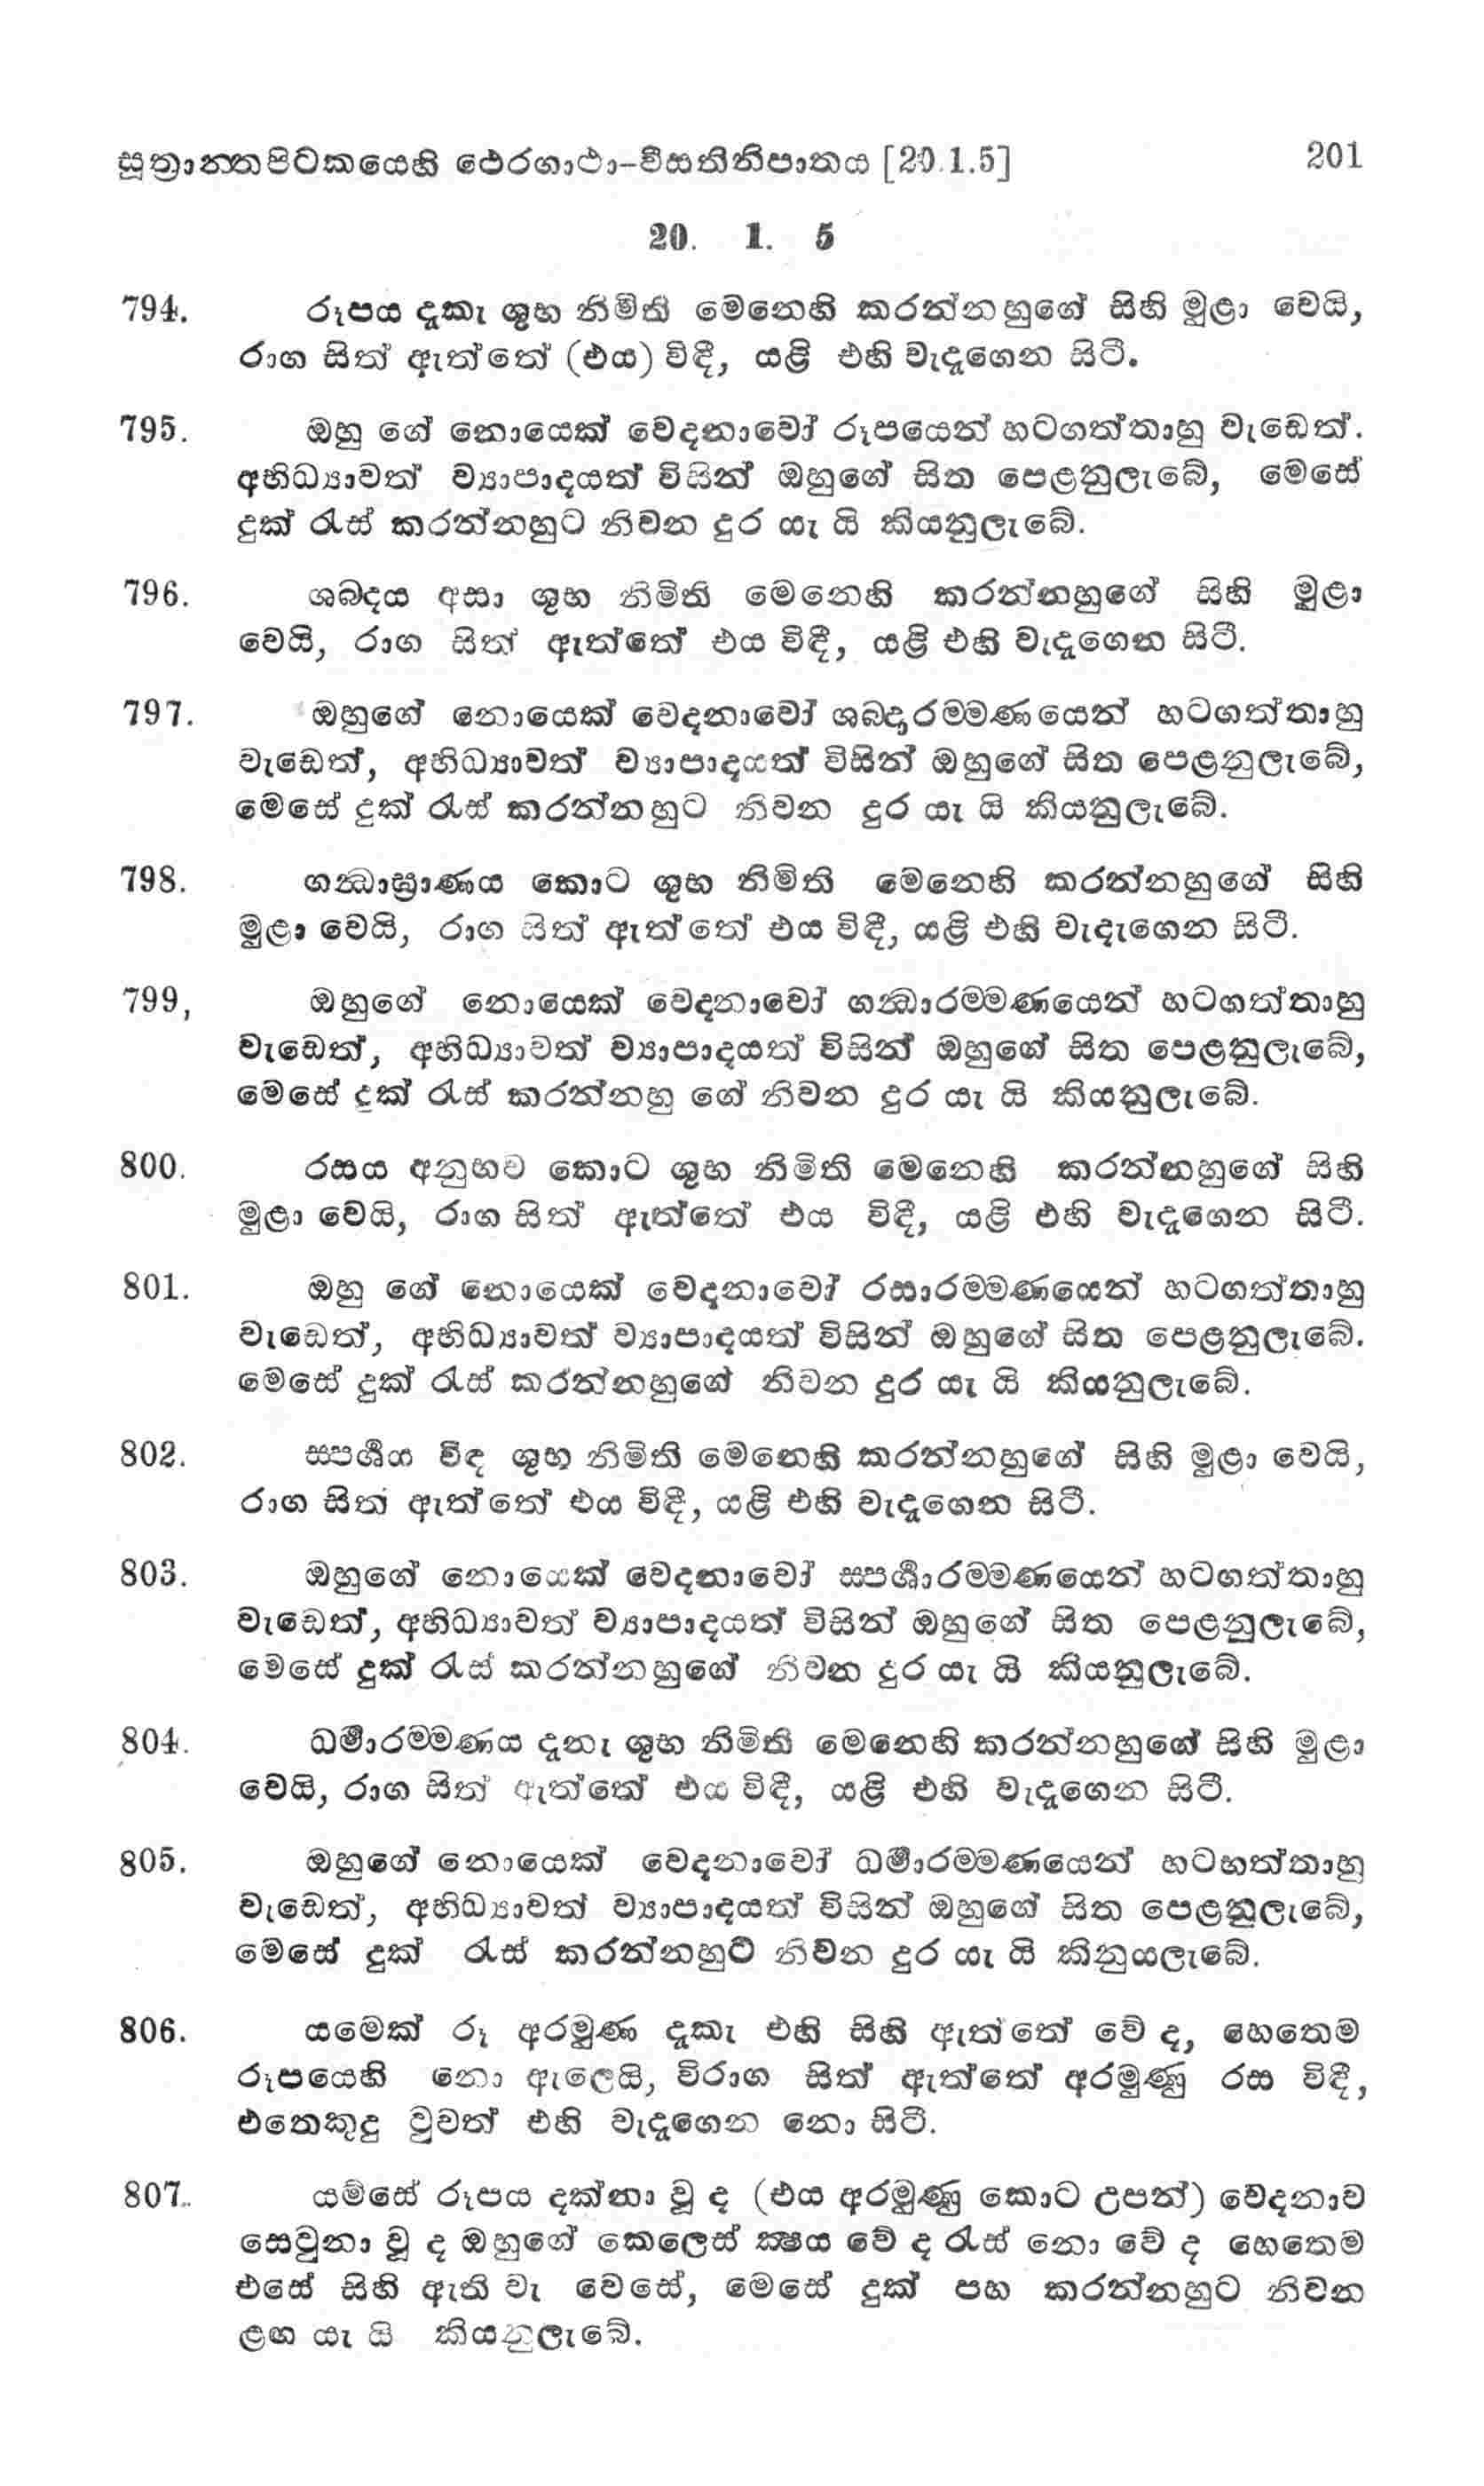 සූත්‍රාන්තපිටකයෙහි ථෙරගාථා-වීසතිනිපාතය [20.1.5] 201
20. 1. 5
794. රූපය දැකැ ශුභ නිමිති මෙනෙහි කරන්නහුගේ සිහි මුළා වෙයි,
රාග සිත් ඇත්තේ (එය) විඳී, යළි එහි වැදගෙන සිටී.
795. ඔහු ගේ නොයෙක් වෙදනාවෝ රූපයෙන් හටගත්තාහු වැඩෙත්.
අභිධ්‍යාවත් ව්‍යාපාදයත් විසින් ඔහුගේ සිත පෙළනුලැබේ, මෙසේ
දුක් රැස් කරන්නහුට නිවන දුර යැ යි කියනුලැබේ.
796. ශබ්දය අසා ශුභ නිමිති මෙනෙහි කරන්නහුගේ සිහි මුළා
වෙයි, රාග සිත් ඇත්තේ එය විඳී, යළි එහි වැදගෙන සිටී.
797. ඔහුගේ නොයෙක් වෙදනාවෝ ශබ්දාරම්මණයෙන් හටගත්තාහු
වැඩෙත්, අභිධ්‍යාවත් ව්‍යාපාදයත් විසින් ඔහුගේ සිත පෙළනුලැබේ,
මෙසේ දුක් රැස් කරන්නහුට නිවන දුර යැ යි කියනුලැබේ.
798. ගන්ධාඝ්‍රාණය කොට ශුභ නිමිති මෙනෙහි කරන්නහුගේ සිහි
මුළා වෙයි, රාග සිත් ඇත්තේ එය විඳී, යළි එහි වැදැගෙන සිටී.
799, ඔහුගේ නොයෙක් වෙදනාවෝ ගන්ධාරම්මණයෙන් හටගත්තාහු
වැඩෙත්, අභිධ්‍යාවත් ව්‍යාපාදයත් විසින් ඔහුගේ සිත පෙළනුලැබේ,
මෙසේ දුක් රැස් කරන්නහු ගේ නිවන දුර යැ යි කියනුලැබේ.
800. රසය අනුභව කොට ශුභ නිමිති මෙනෙහි කරන්නහුගේ සිහි
මුළා වෙයි, රාග සිත් ඇත්තේ එය විඳී, යළි එහි වැදගෙන සිටී.
801. ඔහු ගේ නොයෙක් වෙදනාවෝ රසාරම්මණයෙන් හටගත්තාහු
වැඩෙත්, අභිධ්‍යාවත් ව්‍යාපාදයත් විසින් ඔහුගේ සිත පෙළනුලැබේ.
මෙසේ දුක් රැස් කරන්නහුගේ නිවන දුර යැ යි කියනුලැබේ.
802. ස්පර්‍ශය විඳ ශුභ නිමිති මෙනෙහි කරන්නහුගේ සිහි මුළා වෙයි,
රාග සිත් ඇත්තේ එය විඳී, යළි එහි වැදගෙන සිටී.
803. ඔහුගේ නොයෙක් වෙදනාවෝ ස්පර්‍ශාරම්මණයෙන් හටගත්තාහු
වැඩෙත්, අභිධ්‍යාවත් ව්‍යාපාදයත් විසින් ඔහුගේ සිත පෙළනුලැබේ,
මෙසේ දුක් රැස් කරන්නහුගේ නිවන දුර යැ යි කියනුලැබේ.
804. ධර්‍මාරම්මණය දැනැ ශුභ නිමිති මෙනෙහි කරන්නහුගේ සිහි මුළා
වෙයි, රාග සිත් ඇත්තේ එය විඳී, යළි එහි වැදගෙන සිටී.
805. ඔහුගේ නොයෙක් වෙදනාවෝ ධර්‍මාරම්මණයෙන් හටහත්තාහු
වැඩෙත්, අභිධ්‍යාවත් ව්‍යාපාදයත් විසින් ඔහුගේ සිත පෙළනුලැබේ,
මෙසේ දුක් රැස් කරන්නහුට නිවන දුර යැ යි කිනුයලැබේ.
806. යමෙක් රූ අරමුණ දැකැ එහි සිහි ඇත්තේ වේ ද, හෙතෙම
රූපයෙහි නො ඇලෙයි, විරාග සිත් ඇත්තේ අරමුණු රස විඳී,
එතෙකුදු වුවත් එහි වැදගෙන නො සිටී.
807. යම්සේ රූපය දක්නා වූ ද (එය අරමුණු කොට උපන්) වේදනාව
සෙවුනා වූ ද ඔහුගේ කෙලෙස් ක්‍ෂය වේ ද රැස් නො වේ ද හෙතෙම
එසේ සිහි ඇති වැ වෙසේ, මෙසේ දුක් පහ කරන්නහුට නිවන
ළඟ යැ යි කියනුලැබේ.